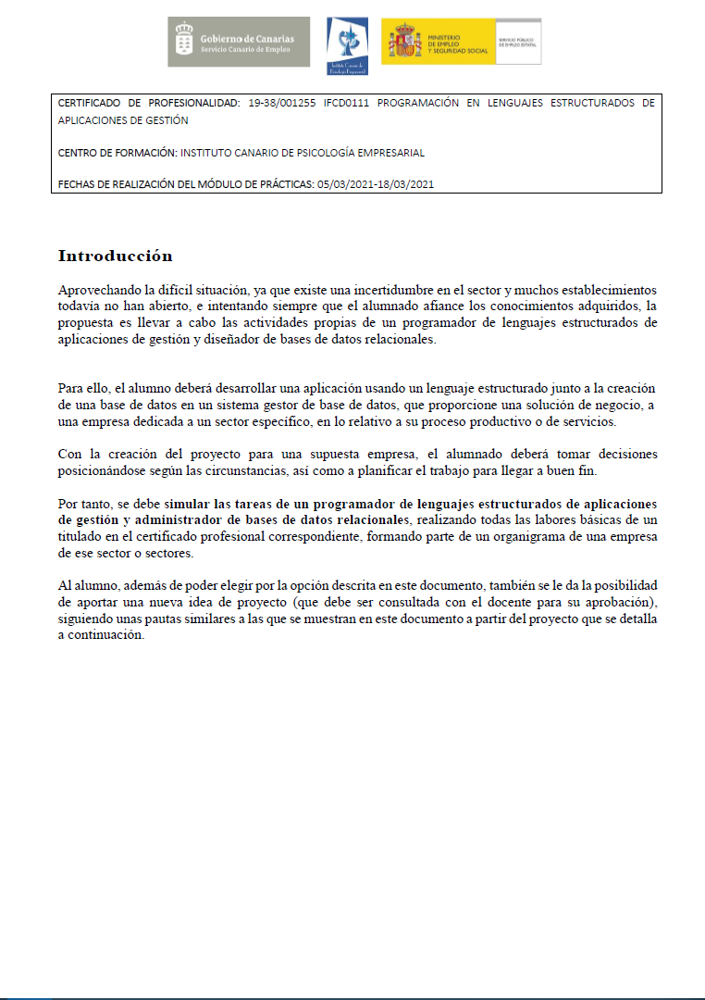 Gobierno de Canarias
Servicio Canario de Empleo
Instituto Canario de
Psicología Empresarial
MINISTERIO
DE EMPLEO
Y SEGURIDAD SOCIAL
SERVICIO PÚBLICO
DE EMPLEO ESTATAL
CERTIFICADO DE PROFESIONALIDAD: 19-38/001255 IFCD0111 PROGRAMACIÓN EN LENGUAJES ESTRUCTURADOS DE
APLICACIONES DE GESTIÓN
CENTRO DE FORMACIÓN: INSTITUTO CANARIO DE PSICOLOGÍA EMPRESARIAL
FECHAS DE REALIZACIÓN DEL MÓDULO DE PRÁCTICAS: 05/03/2021-18/03/2021
Introducción
Aprovechando la difícil situación, ya que existe una incertidumbre en el sector y muchos establecimientos
todavía no han abierto, e intentando siempre que el alumnado afiance los conocimientos adquiridos, la
propuesta es llevar a cabo las actividades propias de un programador de lenguajes estructurados de
aplicaciones de gestión y diseñador de bases de datos relacionales.
Para ello, el alumno deberá desarrollar una aplicación usando un lenguaje estructurado junto a la creación
de una base de datos en un sistema gestor de base de datos, que proporcione una solución de negocio, a
una empresa dedicada a un sector específico, en lo relativo a su proceso productivo o de servicios.
Con la creación del proyecto para una supuesta empresa, el alumnado deberá tomar decisiones
posicionándose según las circunstancias, así como a planificar el trabajo para llegar a buen fin.
Por tanto, se debe simular las tareas de un programador de lenguajes estructurados de aplicaciones
de gestión y administrador de bases de datos relacionales, realizando todas las labores básicas de un
titulado en el certificado profesional correspondiente, formando parte de un organigrama de una empresa
de ese sector o sectores.
Al alumno, además de poder elegir por la opción descrita en este documento, también se le da la posibilidad
de aportar una nueva idea de proyecto (que debe ser consultada con el docente para su aprobación),
siguiendo unas pautas similares a las que se muestran en este documento a partir del proyecto que se detalla
a continuación.